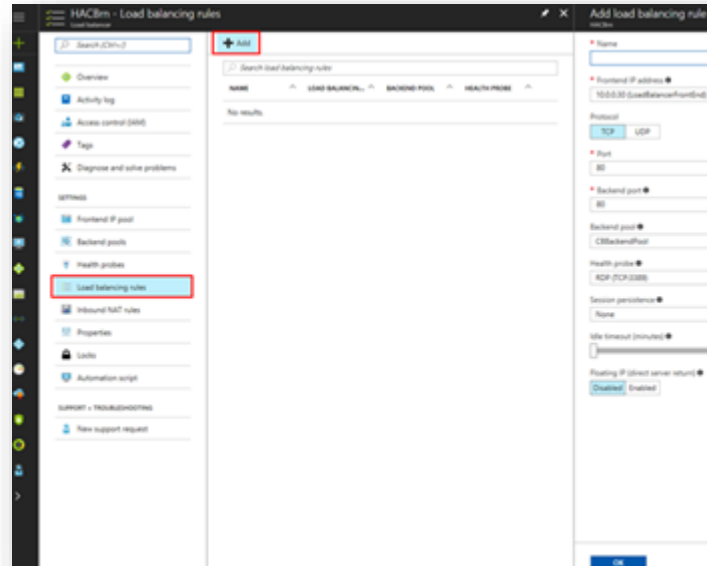 HACBrn - Load balancing rules
Load balancer
Search (Ctrl+/)
Overview
Activity log
Access control (IAM)
Tags
Diagnose and solve problems
SETTINGS
Frontend IP pool
Backend pools
Health probes
Load balancing rules
Inbound NAT rules
Properties
Locks
Automation script
SUPPORT + TROUBLESHOOTING
New support request
Add
Search load balancing rules
NAME LOAD BALANCIN... BACKEND POOL HEALTH PROBE
No results.
Add load balancing rule
HACBrn
* Name
* Frontend IP address
10.0.0.30 (LoadBalancerFrontEnd)
Protocol
TCP UDP
* Port
80
* Backend port
80
Backend pool
CBBackendPool
Health probe
RDP (TCP:3389)
Session persistence
None
Idle timeout (minutes)
Floating IP (direct server return)
Disabled Enabled
OK